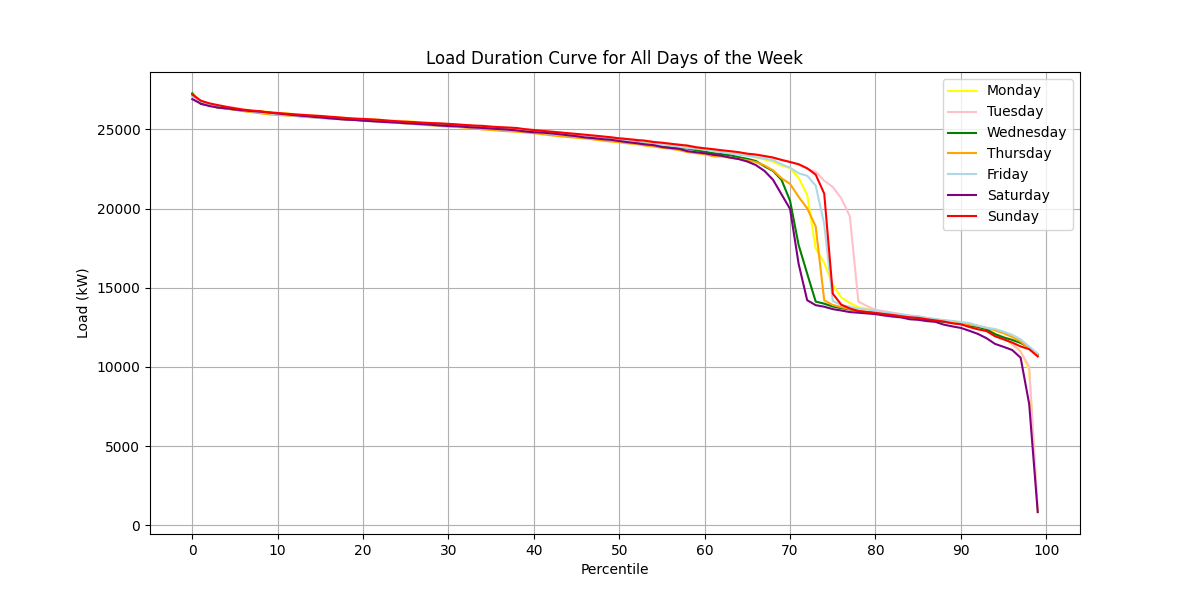 Load Duration Curve for All Days of the Week
Monday
Tuesday
Wednesday
Thursday
Friday
Saturday
Sunday
Load (kW)
25000
20000
15000
10000
5000
0
0 10 20 30 40 50 60 70 80 90 100
Percentile